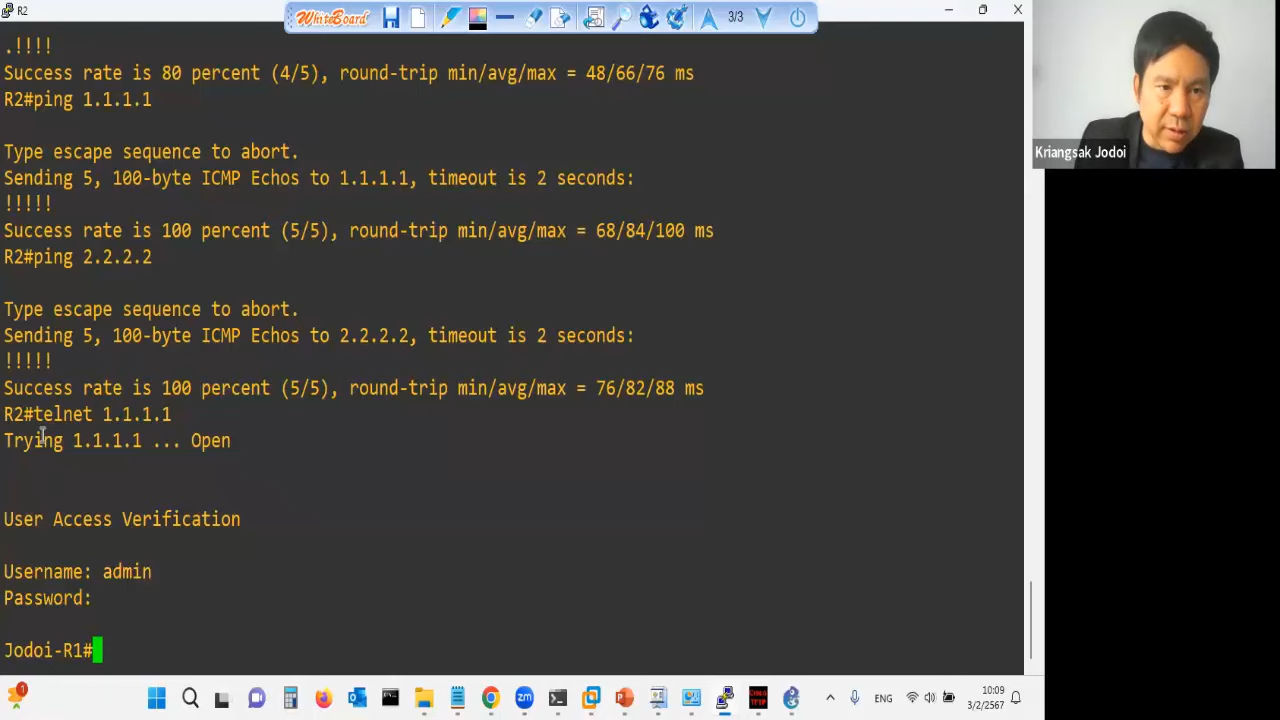 R2
WhiteBoard
3/3
.!!!!
Success rate is 80 percent (4/5), round-trip min/avg/max = 48/66/76 ms
R2#ping 1.1.1.1
Type escape sequence to abort.
Sending 5, 100-byte ICMP Echos to 1.1.1.1, timeout is 2 seconds:
!!!!!
Success rate is 100 percent (5/5), round-trip min/avg/max = 68/84/100 ms
R2#ping 2.2.2.2
Type escape sequence to abort.
Sending 5, 100-byte ICMP Echos to 2.2.2.2, timeout is 2 seconds:
!!!!!
Success rate is 100 percent (5/5), round-trip min/avg/max = 76/82/88 ms
R2#telnet 1.1.1.1
Trying 1.1.1.1 ... Open
User Access Verification
Username: admin
Password:
Jodoi-R1#
Kriangsak Jodoi
1
zm
ENG
10:09
3/2/2567